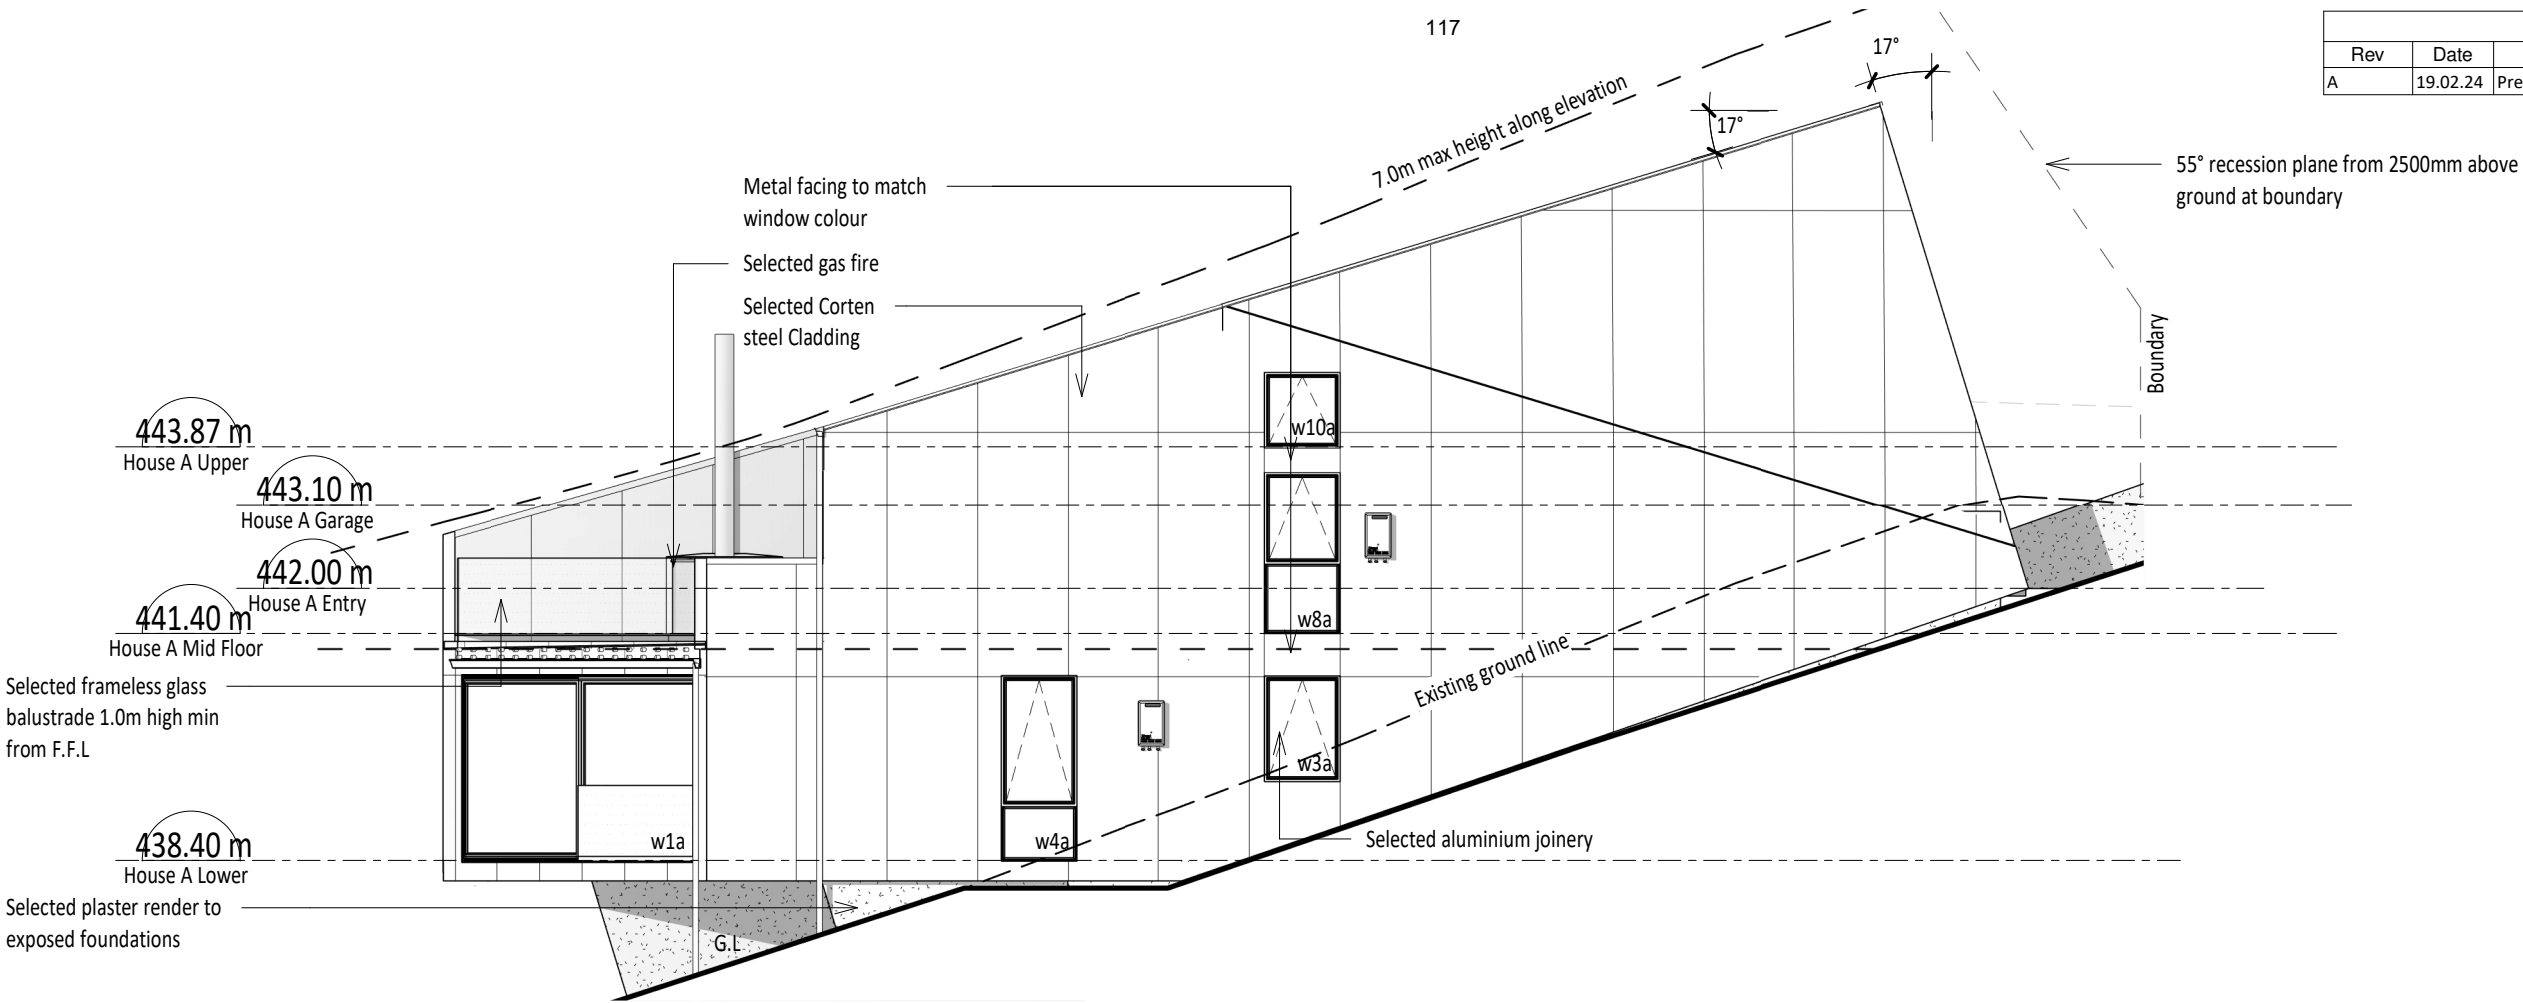 117
Rev Date
A 19.02.24 Pre
17°
17°
7.0m max height along elevation
55° recession plane from 2500mm above
ground at boundary
Boundary
Metal facing to match
window colour
Selected gas fire
Selected Corten
steel Cladding
443.87 m
House A Upper
443.10 m
House A Garage
442.00 m
House A Entry
441.40 m
House A Mid Floor
Selected frameless glass
balustrade 1.0m high min
from F.F.L
438.40 m
House A Lower
Selected plaster render to
exposed foundations
w10a
w8a
w3a
w4a
w1a
Existing ground line
Selected aluminium joinery
G.L